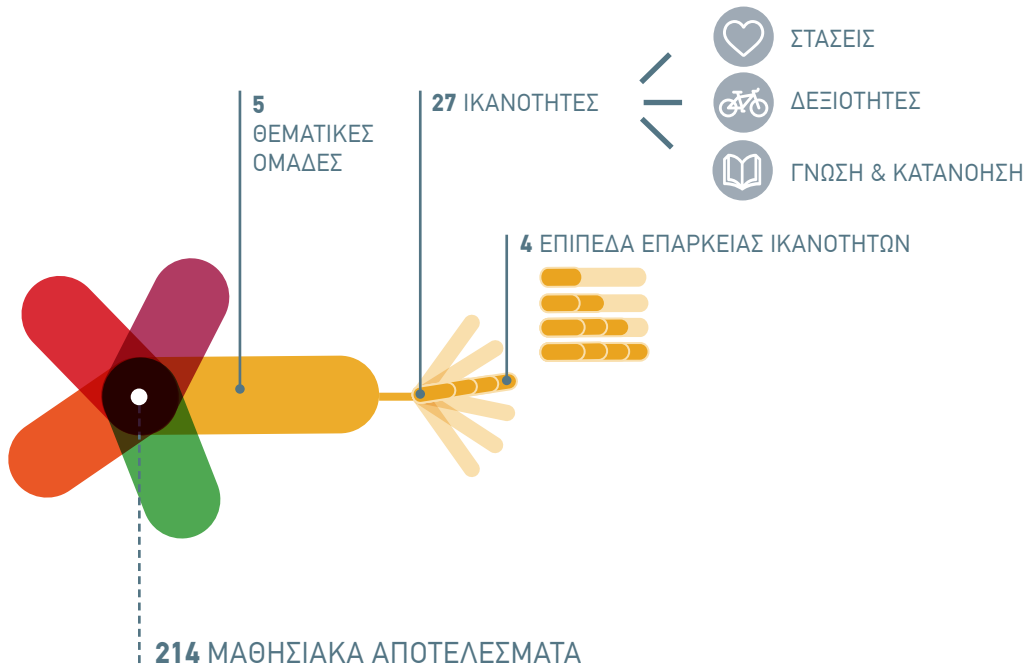 5
ΘΕΜΑΤΙΚΕΣ
ΟΜΑΔΕΣ
27 ΙΚΑΝΟΤΗΤΕΣ
ΣΤΑΣΕΙΣ
ΔΕΞΙΟΤΗΤΕΣ
ΓΝΩΣΗ & ΚΑΤΑΝΟΗΣΗ
4 ΕΠΙΠΕΔΑ ΕΠΑΡΚΕΙΑΣ ΙΚΑΝΟΤΗΤΩΝ
214 ΜΑΘΗΣΙΑΚΑ ΑΠΟΤΕΛΕΣΜΑΤΑ